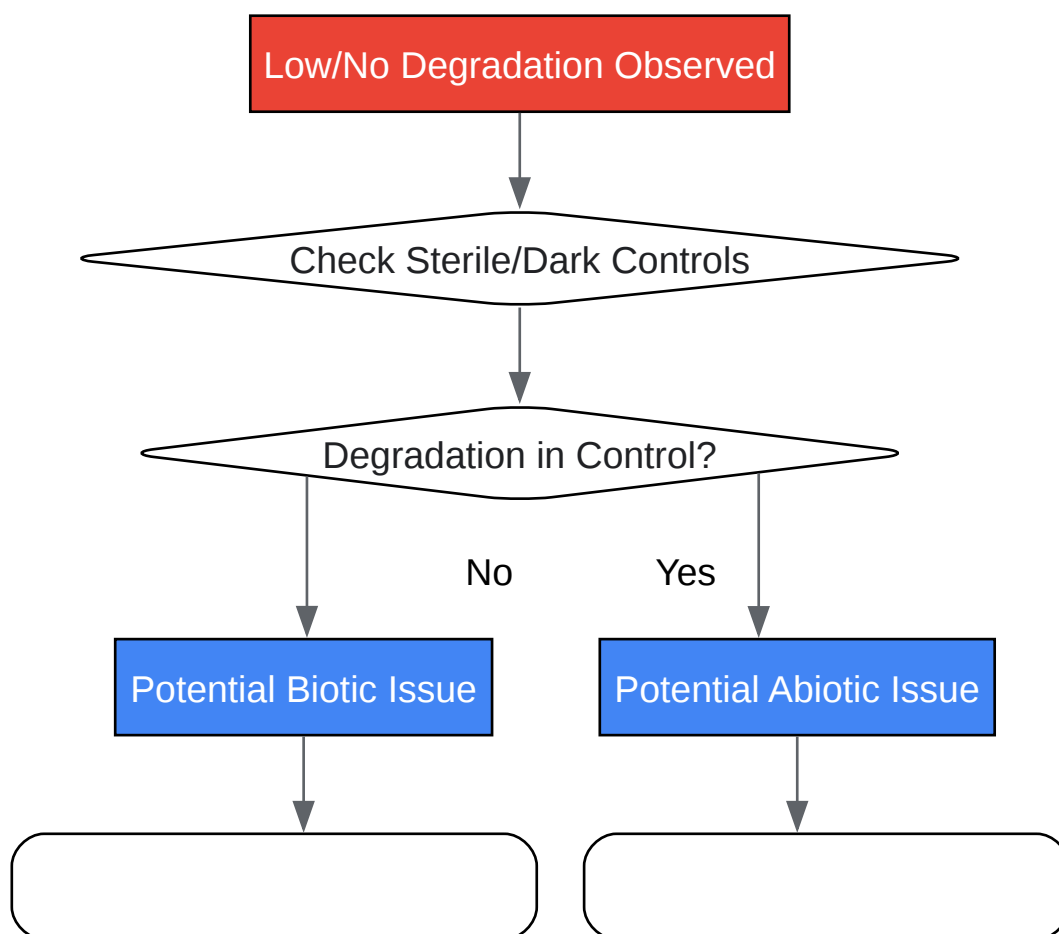 Low/No Degradation Observed
Check Sterile/Dark Controls
Degradation in Control?
No
Yes
Potential Biotic Issue
Potential Abiotic Issue